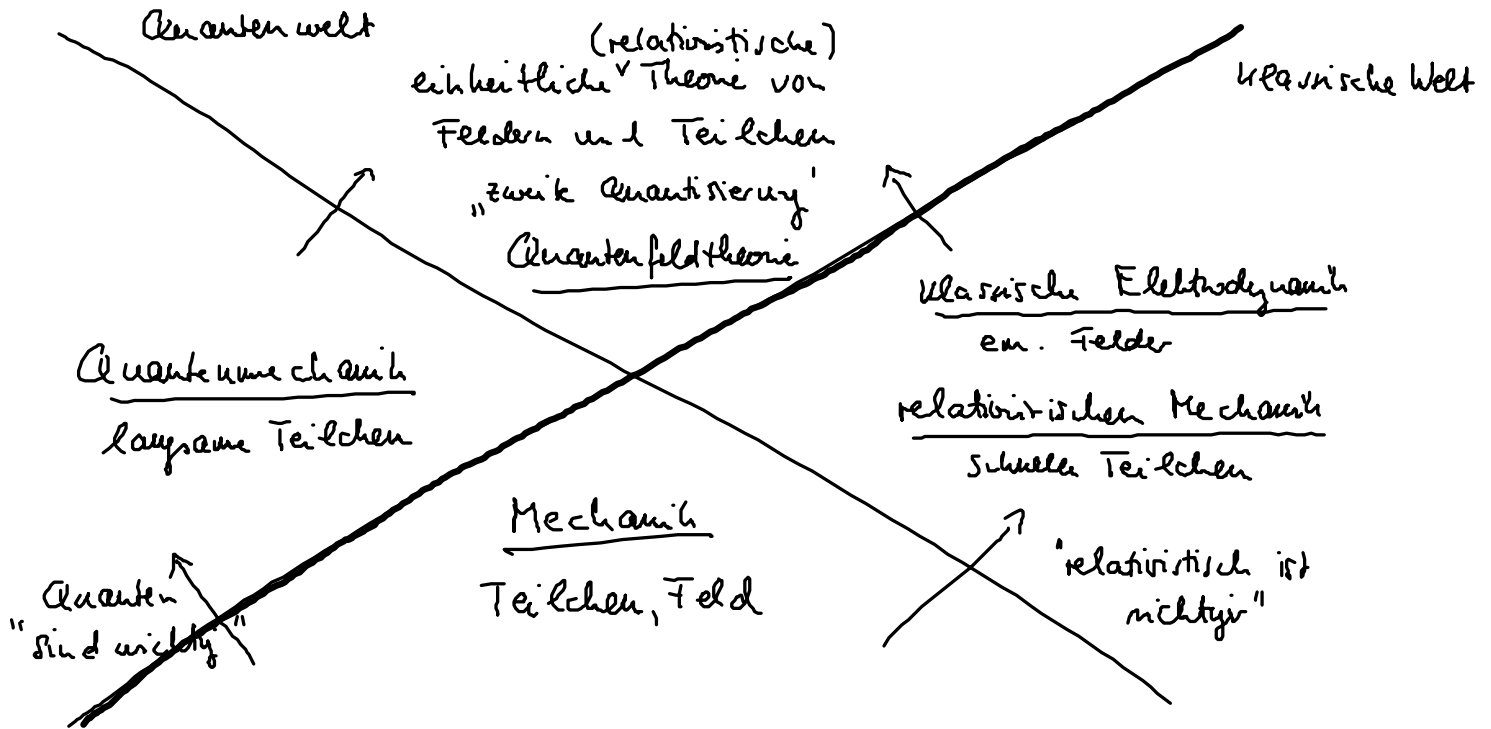 Quantenwelt
(relativistische)
einheitliche ˅ Theorie von
Feldern und Teilchen
„zweite Quantisierung'
Quantenfeldtheorie
klassische Welt
klassische Elektrodynamik
em. Felder
relativistischen Mechanik
schnelle Teilchen
Quantenmechanik
langsame Teilchen
Mechanik
Teilchen, Feld
Quanten
"sind wichtig"
"relativistisch ist
"